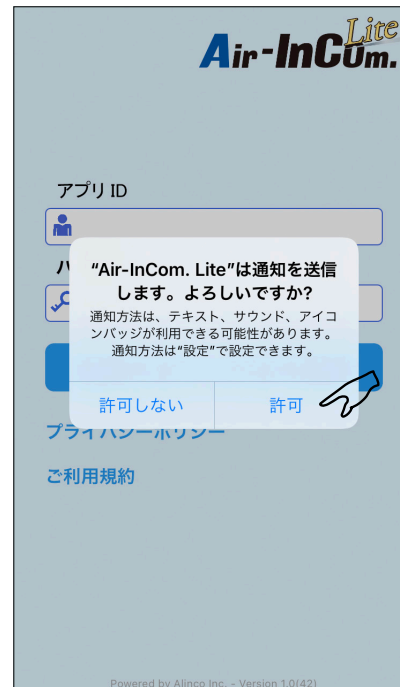 Lite
Air-InCom.
アプリ ID
パ
“Air-InCom. Lite”は通知を送信
します。よろしいですか?
通知方法は、テキスト、サウンド、アイコ
ンバッジが利用できる可能性があります。
通知方法は“設定”で設定できます。
許可しない
許可
プライバシーポリシー
ご利用規約
Powered by Alinco Inc. - Version 1.0(42)